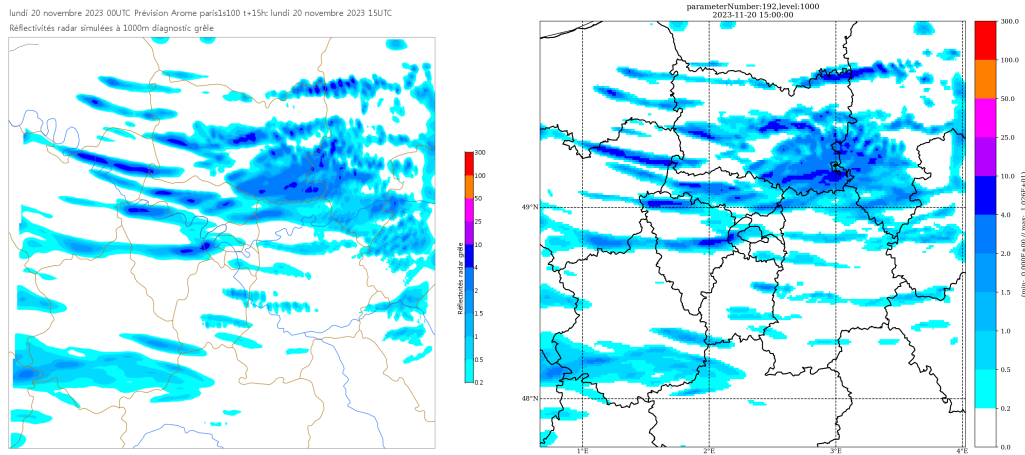 lundi 20 novembre 2023 00UTC Prévision Arome paris1s100 t+15h: lundi 20 novembre 2023 15UTC
Réflectivités radar simulées à 1000m diagnostic grêle
300
100
50
25
10
4
2
1.5
1
0.5
0.2
Réflectivités radar grêle
parameterNumber:192,level:1000
2023-11-20 15:00:00
49°N
48°N
1°E
2°E
3°E
4°E
300.0
100.0
50.0
25.0
10.0
4.0
2.0
1.5
1.0
0.5
0.2
0.0